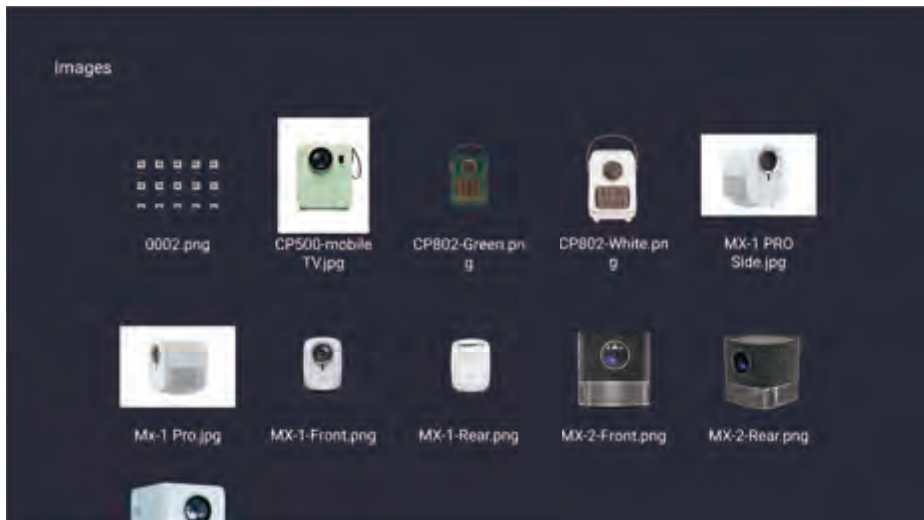 Images
0002.png
CP500-mobile
TV.jpg
CP802-Green.pn
g
CP802-White.pn
g
MX-1 PRO
Side.jpg
Mx-1 Pro.jpg
MX-1-Front.png
MX-1-Rear.png
MX-2-Front.png
MX-2-Rear.png